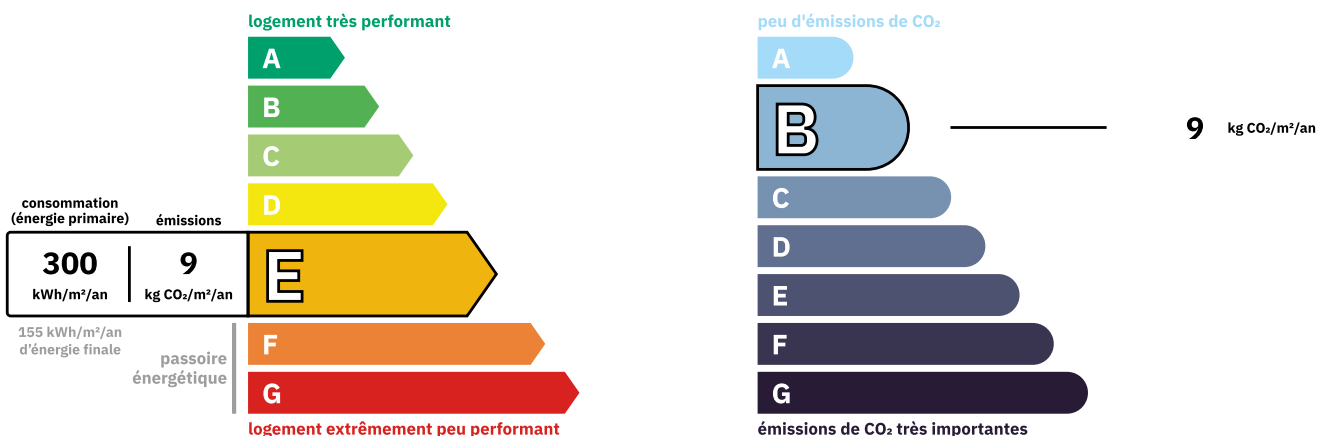 logement très performant
A
B
C
D
consommation
(énergie primaire)
émissions
300
kWh/m²/an
9
kg CO₂/m²/an
E
155 kWh/m²/an
d'énergie finale
passoire
énergétique
F
G
logement extrêmement peu performant
peu d'émissions de CO₂
A
B
9 kg CO₂/m²/an
C
D
E
F
G
émissions de CO₂ très importantes